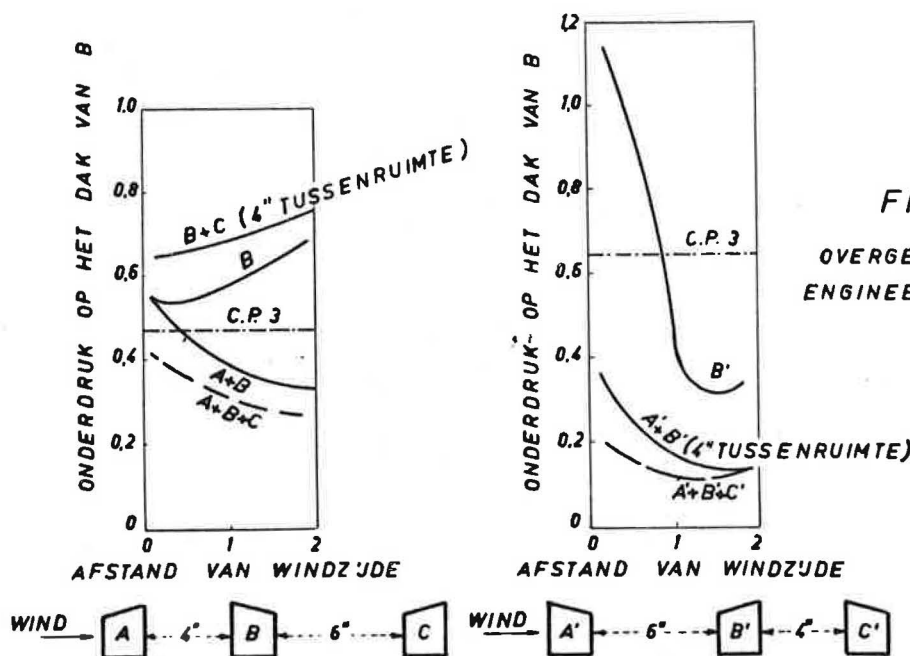 ONDERDRUK OP HET DAK VAN B
1.0
0.8
0,6
0,4
0,2
0
0
1
2
B+C (4" TUSSENRUIMTE)
B
C.P. 3
A+B
A+B+C
AFSTAND VAN WINDZIJDE
WIND
A
4"
B
6"
C
ONDERDRUK OP HET DAK VAN B
1,2
1,0
0,8
0,6
0,4
0,2
0
0
1
2
C.P. 3
B'
A'+B' (4" TUSSENRUIMTE)
A'+B'+C'
AFSTAND VAN WINDZIJDE
WIND
A'
6"
B'
4"
C'
OVERGE
ENGINEE